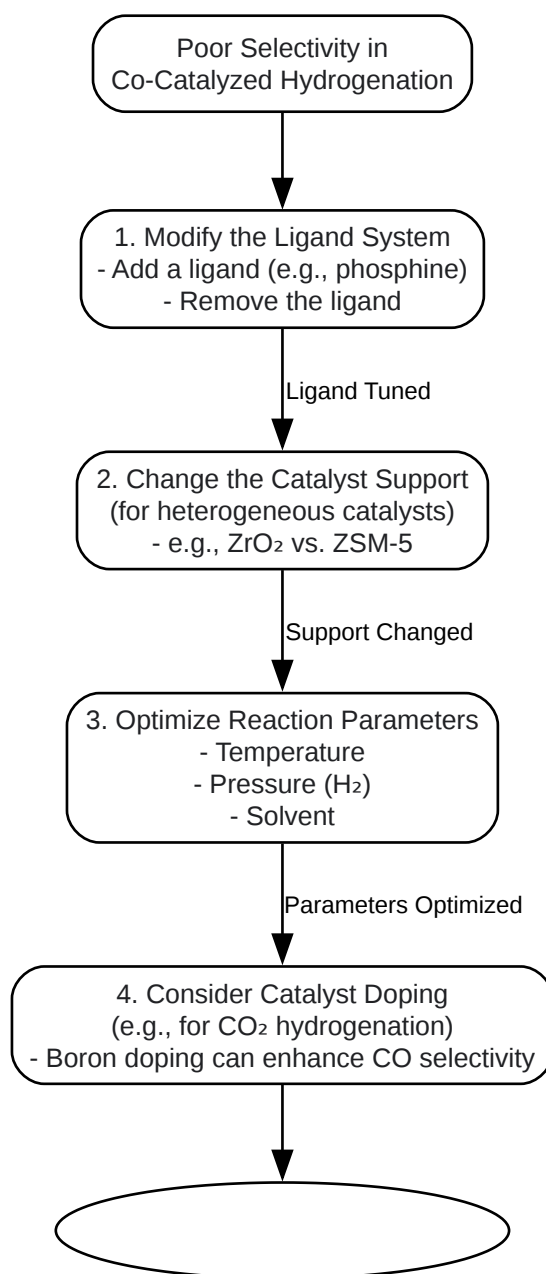 Poor Selectivity in
Co-Catalyzed Hydrogenation
1. Modify the Ligand System
- Add a ligand (e.g., phosphine)
- Remove the ligand
Ligand Tuned
2. Change the Catalyst Support
(for heterogeneous catalysts)
- e.g., ZrO₂ vs. ZSM-5
Support Changed
3. Optimize Reaction Parameters
- Temperature
- Pressure (H₂)
- Solvent
Parameters Optimized
4. Consider Catalyst Doping
(e.g., for CO₂ hydrogenation)
- Boron doping can enhance CO selectivity